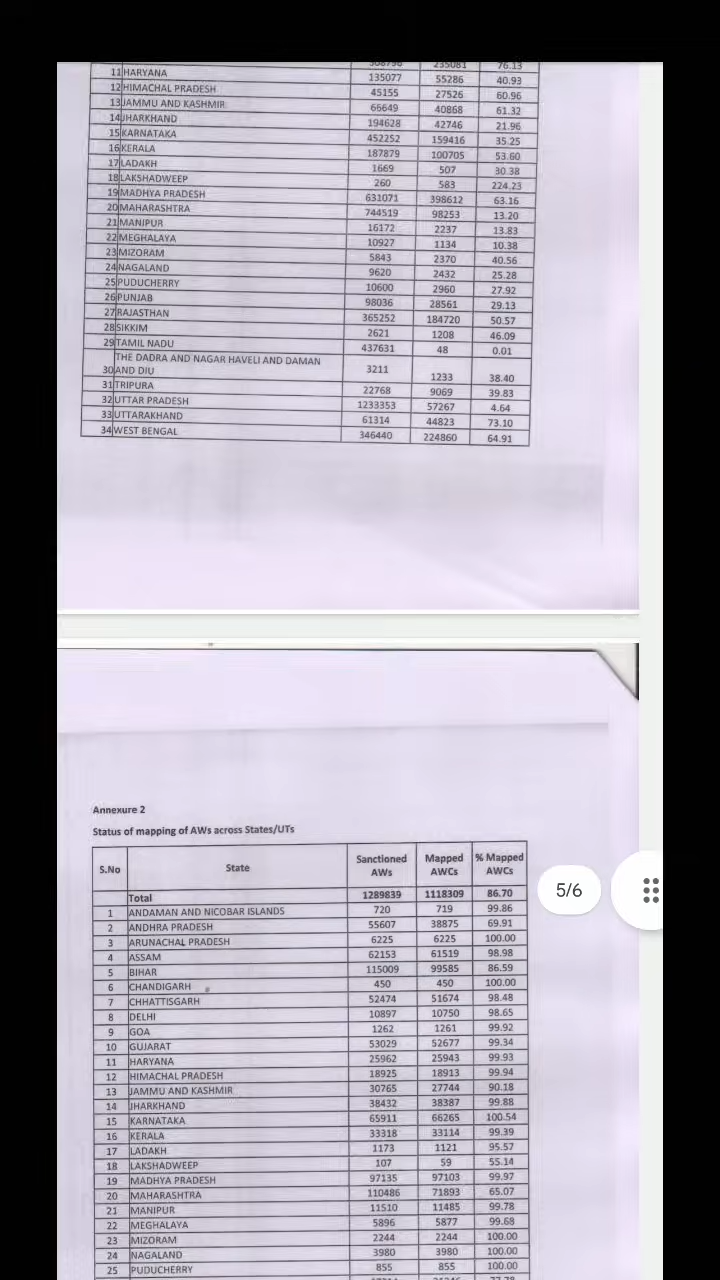 308796 235081 76.13
11 HARYANA 135077 55286 40.93
12 HIMACHAL PRADESH 45155 27526 60.96
13 JAMMU AND KASHMIR 66649 40868 61.32
14 JHARKHAND 194628 42746 21.96
15 KARNATAKA 452252 159416 35.25
16 KERALA 187879 100705 53.60
17 LADAKH 1669 507 30.38
18 LAKSHADWEEP 260 583 224.23
19 MADHYA PRADESH 631071 398612 63.16
20 MAHARASHTRA 744519 98253 13.20
21 MANIPUR 16172 2237 13.83
22 MEGHALAYA 10927 1134 10.38
23 MIZORAM 5843 2370 40.56
24 NAGALAND 9620 2432 25.28
25 PUDUCHERRY 10600 2960 27.92
26 PUNJAB 98036 28561 29.13
27 RAJASTHAN 365252 184720 50.57
28 SIKKIM 2621 1208 46.09
29 TAMIL NADU 437631 48 0.01
THE DADRA AND NAGAR HAVELI AND DAMAN
30 AND DIU 3211 1233 38.40
31 TRIPURA 22768 9069 39.83
32 UTTAR PRADESH 1233353 57267 4.64
33 UTTARAKHAND 61314 44823 73.10
34 WEST BENGAL 346440 224860 64.91
Annexure 2
Status of mapping of AWs across States/UTs
S.No State Sanctioned AWs Mapped AWCs % Mapped AWCs
Total 1289839 1118309 86.70
1 ANDAMAN AND NICOBAR ISLANDS 720 719 99.86
2 ANDHRA PRADESH 55607 38875 69.91
3 ARUNACHAL PRADESH 6225 6225 100.00
4 ASSAM 62153 61519 98.98
5 BIHAR 115009 99585 86.59
6 CHANDIGARH 450 450 100.00
7 CHHATTISGARH 52474 51674 98.48
8 DELHI 10897 10750 98.65
9 GOA 1262 1261 99.92
10 GUJARAT 53029 52677 99.34
11 HARYANA 25962 25943 99.93
12 HIMACHAL PRADESH 18925 18913 99.94
13 JAMMU AND KASHMIR 30765 27744 90.18
14 JHARKHAND 38432 38387 99.88
15 KARNATAKA 65911 66265 100.54
16 KERALA 33318 33114 99.39
17 LADAKH 1173 1121 95.57
18 LAKSHADWEEP 107 59 55.14
19 MADHYA PRADESH 97135 97103 99.97
20 MAHARASHTRA 110486 71893 65.07
21 MANIPUR 11510 11485 99.78
22 MEGHALAYA 5896 5877 99.68
23 MIZORAM 2244 2244 100.00
24 NAGALAND 3980 3980 100.00
25 PUDUCHERRY 855 855 100.00
5/6